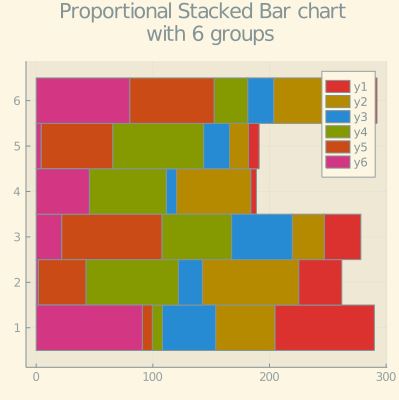 Proportional Stacked Bar chart
with 6 groups
y1
y2
y3
y4
y5
y6
6
5
4
3
2
1
0
100
200
300